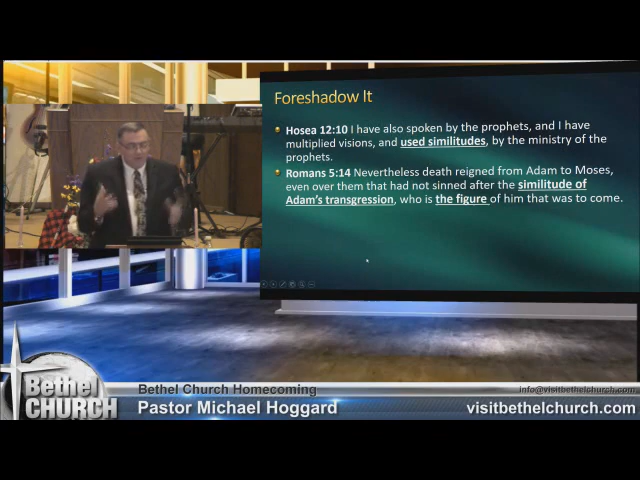 Foreshadow It
Hosea 12:10 I have also spoken by the prophets, and I have
multiplied visions, and used similitudes, by the ministry of the
prophets.
Romans 5:14 Nevertheless death reigned from Adam to Moses,
even over them that had not sinned after the similitude of
Adam's transgression, who is the figure of him that was to come.
Bethel
CHURCH
Bethel Church Homecoming
info@visitbethelchurch.com
Pastor Michael Hoggard
visitbethelchurch.com